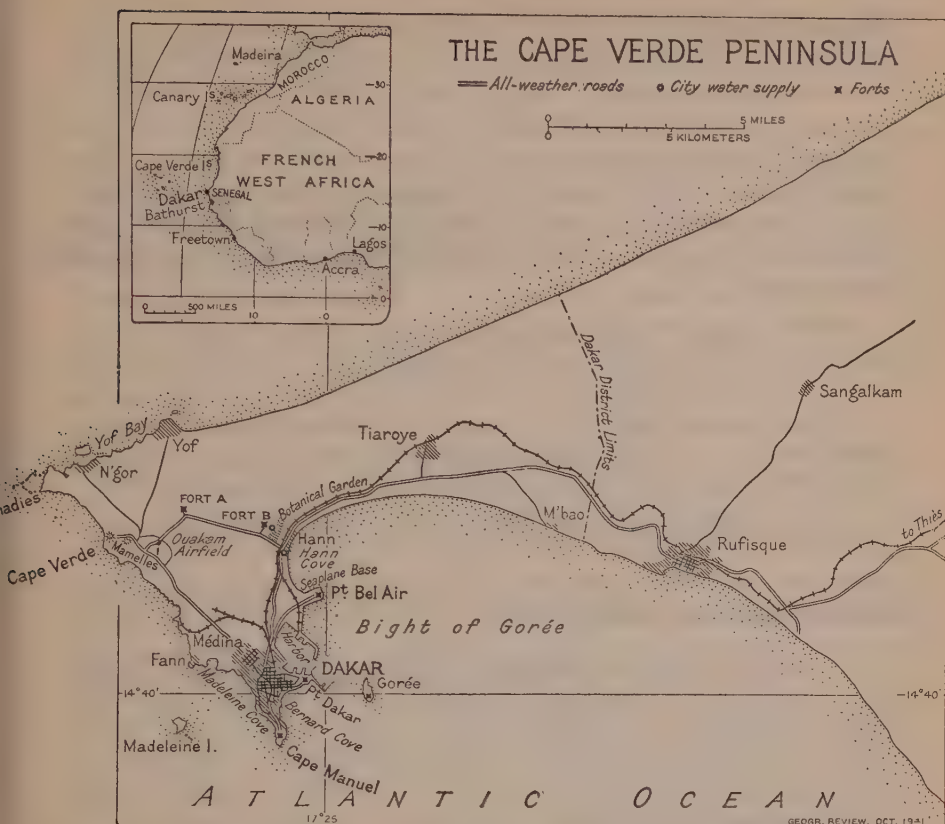 THE CAPE VERDE PENINSULA
All-weather roads
City water supply
Forts
5 MILES
5 KILOMETERS
0
0
Madeira
MOROCCO
30
Canary Is
ALGERIA
20
Cape Verde Is
FRENCH
WEST AFRICA
Dakar
SENEGAL
Bathurst
10
Freetown
Lagos
Accra
0
500 MILES
0
10
0
Dakar District Limits
Sangalkam
Yof Bay
Yof
Tiaroye
N'gor
madies
FORT A
FORT B
Botanical Garden
M'bao
Ouakam
Airfield
Hann
Hann
Cove
Rufisque
to Thiès
Cape Verde
Mamelles
Seaplane Base
Pt Bel Air
Bight of Gorée
Médina
Harbor
Fann
DAKAR
Gorée
14°40'
14°40'
Madeleine Cove
Pt Dakar
Bernard Cove
Madeleine I.
Cape Manuel
ATLANTIC OCEAN
17°25
GEOGR. REVIEW, OCT. 1941